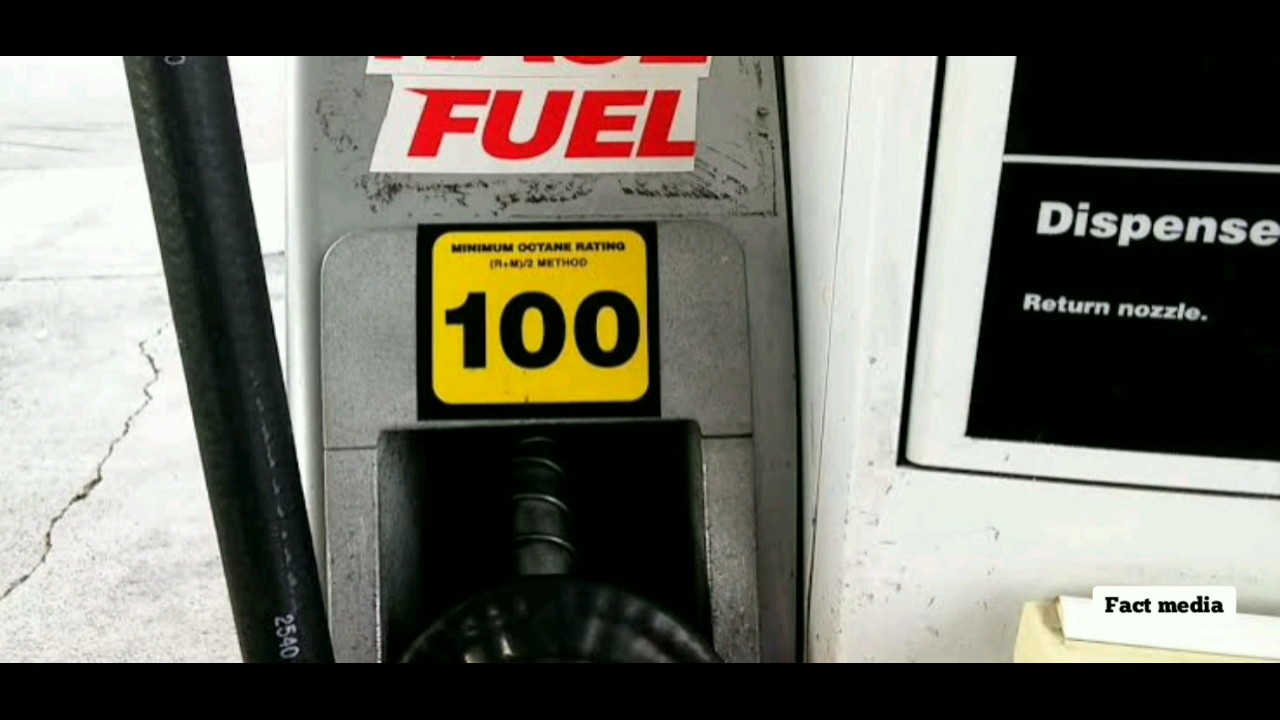 FUEL
MINIMUM OCTANE RATING
(R+M)/2 METHOD
100
Dispense
Return nozzle.
2540
Fact media